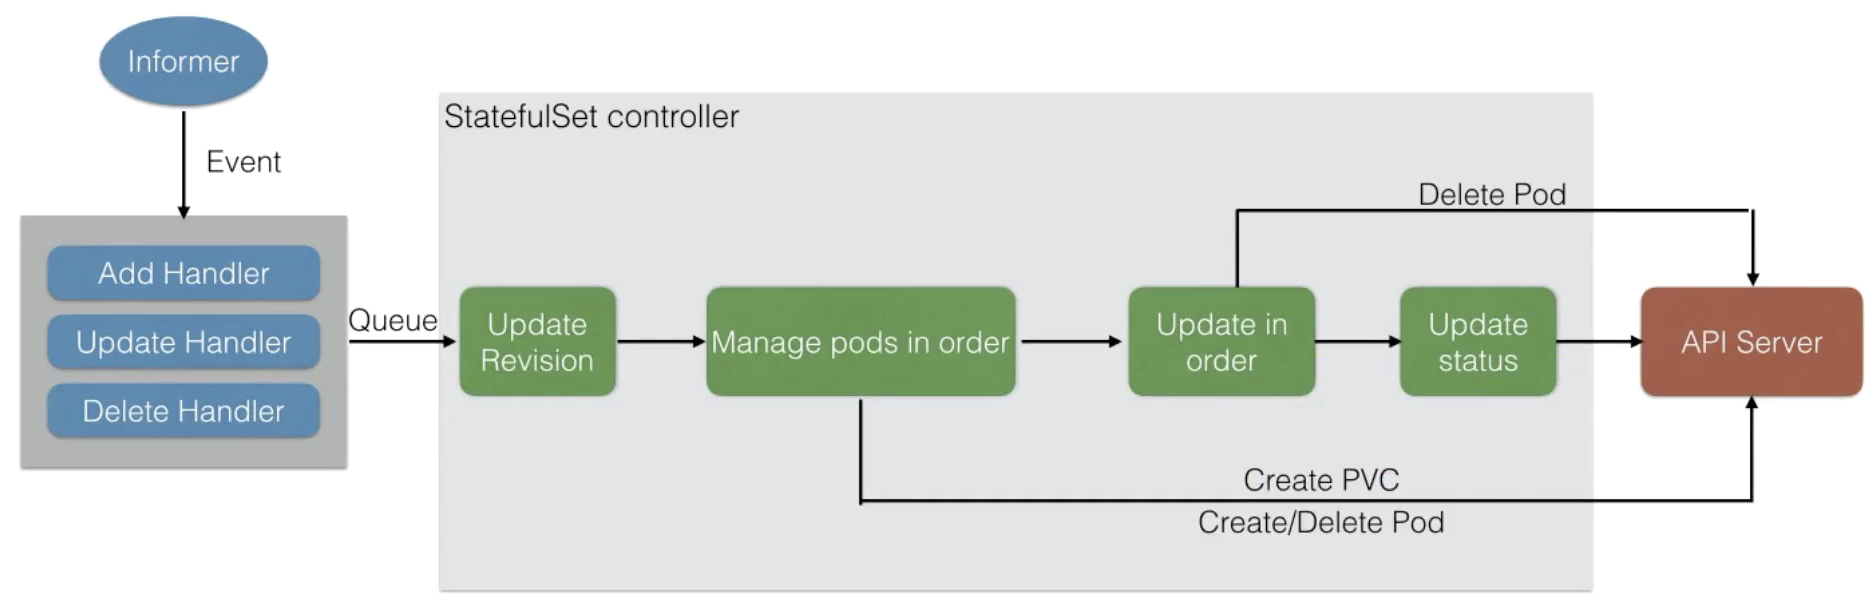 Informer
Event
Add Handler
Update Handler
Delete Handler
Queue
StatefulSet controller
Update
Revision
Manage pods in order
Update in
order
Update
status
Delete Pod
API Server
Create PVC
Create/Delete Pod